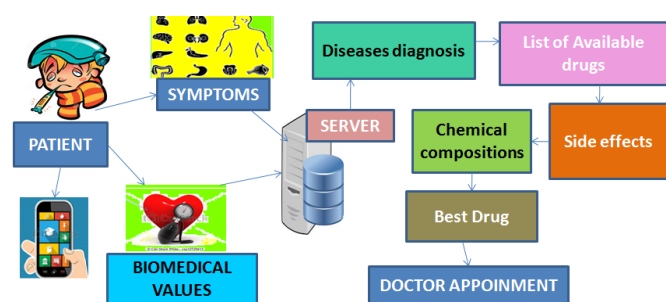 Diseases diagnosis
List of Available
drugs
SYMPTOMS
SERVER
PATIENT
Chemical
compositions
Side effects
Best Drug
BIOMEDICAL
VALUES
DOCTOR APPOINMENT